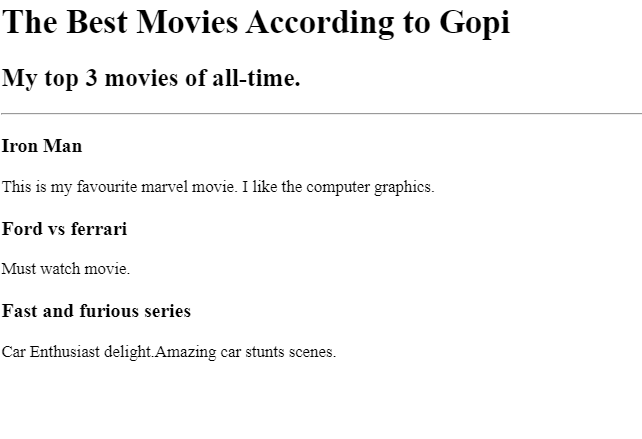 The Best Movies According to Gopi
My top 3 movies of all-time.
Iron Man
This is my favourite marvel movie. I like the computer graphics.
Ford vs ferrari
Must watch movie.
Fast and furious series
Car Enthusiast delight.Amazing car stunts scenes.